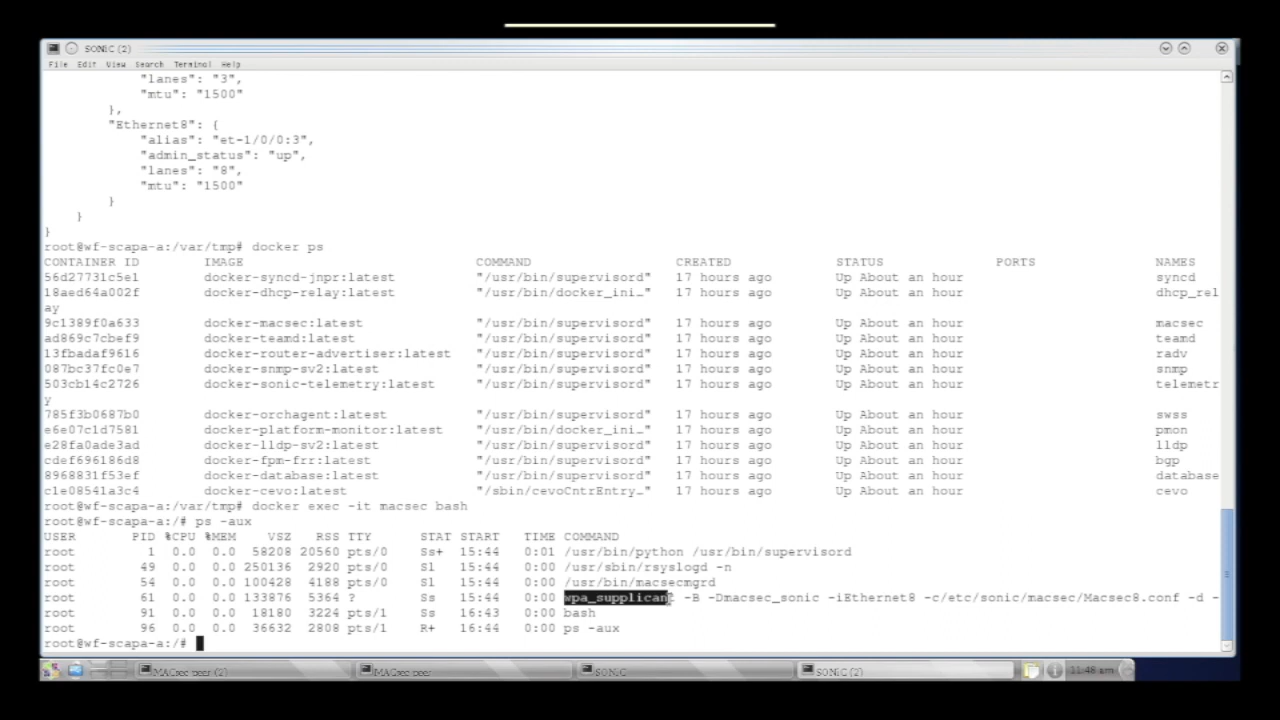 SONIC (2)
File Edit View Search Terminal Help
"lanes": "3",
"mtu": "1500"
},
"Ethernet8": {
"alias": "et-1/0/0:3",
"admin_status": "up",
"lanes": "8",
"mtu": "1500"
}
}
}
root@wf-scapa-a:/var/tmp# docker ps
CONTAINER ID IMAGE COMMAND CREATED STATUS PORTS NAMES
56d27731c5e1 docker-syncd-jnpr:latest "/usr/bin/supervisord" 17 hours ago Up About an hour syncd
18aed64a002f docker-dhcp-relay:latest "/usr/bin/docker_ini…" 17 hours ago Up About an hour dhcp_rel
ay
9c1389f0a633 docker-macsec:latest "/usr/bin/supervisord" 17 hours ago Up About an hour macsec
ad869c7cbef9 docker-teamd:latest "/usr/bin/supervisord" 17 hours ago Up About an hour teamd
13fbadaf9616 docker-router-advertiser:latest "/usr/bin/supervisord" 17 hours ago Up About an hour radv
087bc37fc0e7 docker-snmp-sv2:latest "/usr/bin/supervisord" 17 hours ago Up About an hour snmp
503cb14c2726 docker-sonic-telemetry:latest "/usr/bin/supervisord" 17 hours ago Up About an hour telemetr
y
785f3b0687b0 docker-orchagent:latest "/usr/bin/supervisord" 17 hours ago Up About an hour swss
e6e07c1d7581 docker-platform-monitor:latest "/usr/bin/docker_ini…" 17 hours ago Up About an hour pmon
e28fa0ade3ad docker-lldp-sv2:latest "/usr/bin/supervisord" 17 hours ago Up About an hour lldp
cdef696186d8 docker-fpm-frr:latest "/usr/bin/supervisord" 17 hours ago Up About an hour bgp
8968831f53ef docker-database:latest "/usr/bin/supervisord" 17 hours ago Up About an hour database
c1e08541a3c4 docker-cevo:latest "/sbin/cevoCntrEntry…" 17 hours ago Up About an hour cevo
root@wf-scapa-a:/var/tmp# docker exec -it macsec bash
root@wf-scapa-a:/# ps -aux
USER PID %CPU %MEM VSZ RSS TTY STAT START TIME COMMAND
root 1 0.0 0.0 58208 20560 pts/0 Ss+ 15:44 0:01 /usr/bin/python /usr/bin/supervisord
root 49 0.0 0.0 250136 2920 pts/0 Sl 15:44 0:00 /usr/sbin/rsyslogd -n
root 54 0.0 0.0 100428 4188 pts/0 Sl 15:44 0:00 /usr/bin/macsecmgrd
root 61 0.0 0.0 133876 5364 ? Ss 15:44 0:00 wpa_supplicant -B -Dmacsec_sonic -iEthernet8 -c/etc/sonic/macsec/Macsec8.conf -d -
root 91 0.0 0.0 18180 3224 pts/1 Ss 16:43 0:00 bash
root 96 0.0 0.0 36632 2808 pts/1 R+ 16:44 0:00 ps -aux
root@wf-scapa-a:/#
MACsec peer (2) MACsec peer SONIC SONIC (2) 11:48 am